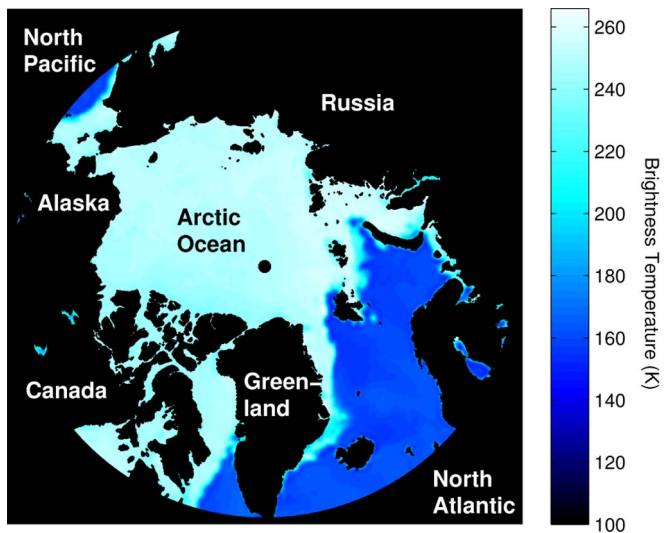 North
Pacific
Russia
Alaska
Arctic
Ocean
Canada
Green–
land
North
Atlantic
260
240
220
200
180
160
140
120
100
Brightness Temperature (K)